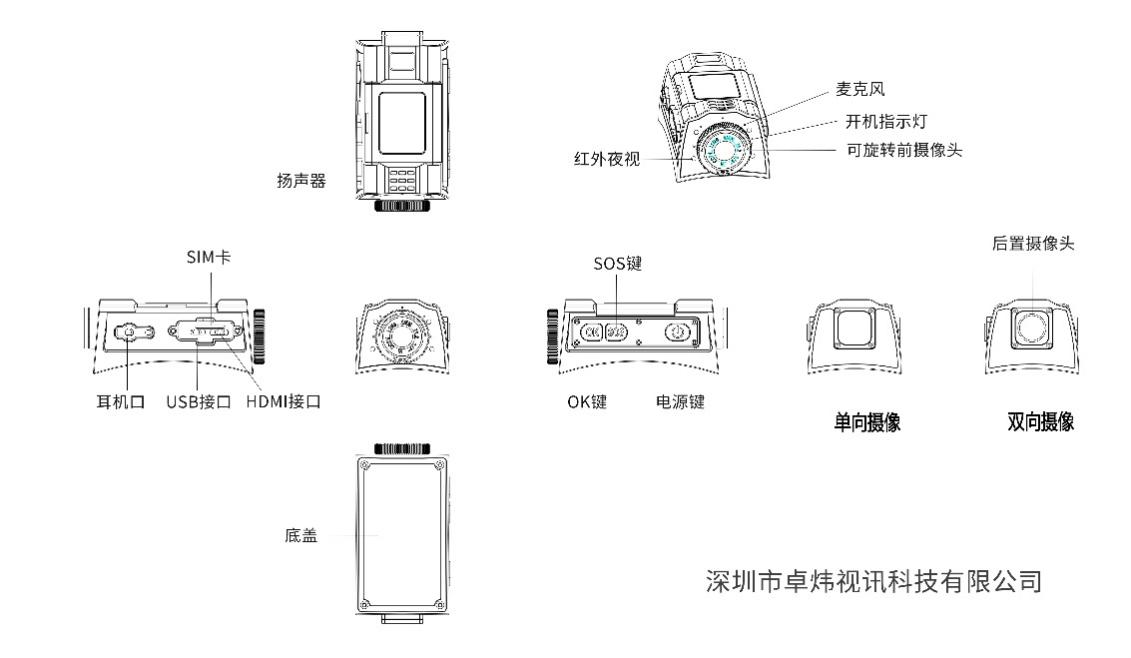 麦克风
开机指示灯
红外夜视
可旋转前摄像头
扬声器
SIM卡
SOS键
后置摄像头
OK
SOS
耳机口
USB接口
HDMI接口
OK键
电源键
单向摄像
双向摄像
底盖
深圳市卓炜视讯科技有限公司